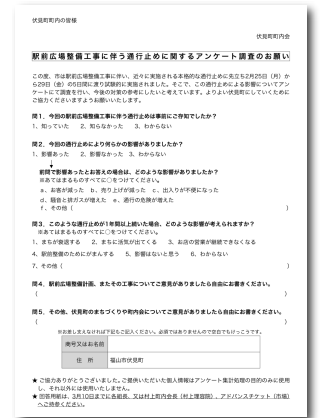 伏見町町内の皆様
伏見町町内会
駅前広場整備工事に伴う通行止めに関するアンケート調査のお願い
この度、市は駅前広場整備工事に伴い、近々に実施される本格的な通行止めに先立ち2月25日（月）か
ら29日（金）の5日間に渡り試験的に実施されました。そこで、この通行止めによる影響についてアン
ケートにて調査を行い、今後の対策の参考にしたいと考えています。よりよい伏見町にしていくために
ご協力くださいますようお願いいたします。
問1．今回の駅前広場整備工事に伴う通行止めは事前にご存知でしたか？
1、知っていた　2、知らなかった　3、わからない
問2．今回の通行止めにより何らかの影響がありましたか？
1、影響あった　2、影響なかった　3、わからない
前問で影響あったとお答えの場合は、どのような影響がありましたか？
※あてはまるものすべてに○をつけてください。
a、お客が減った　b、売り上げが減った　c、出入りが不便になった
d、騒音と排ガスが増えた　e、通行の危険が増えた
f、その他（　　　）
問3．このような通行止めが1年間以上続いた場合、どのような影響が考えられますか？
※あてはまるものすべてに○をつけてください。
1、まちが衰退する　2、まちに活気が出てくる　3、お店の営業が継続できなくなる
4、駅前整備のためにがまんする　5、影響はないと思う　6、わからない
7、その他（　　　）
問4．駅前広場整備計画、またその工事についてご意見がありましたら自由にお書きください。
（　　　）
問5．その他、伏見町のまちづくりや町内会についてご意見がありましたら自由にお書きください。
（　　　）
※お差し支えなければ下記もご記入ください。必須ではありませんので空白でもけっこうです。
商号又はお名前
住　所　福山市伏見町
★ ご協力ありがとうございました。ご提供いただいた個人情報はアンケート集計処理の目的のみに使用
し、それ以外には使用いたしません。
★ 回答用紙は、3月10日までに各組長、又は村上町内会長（村上理容院）、アドバンスチケット（市場）
へご持参ください。